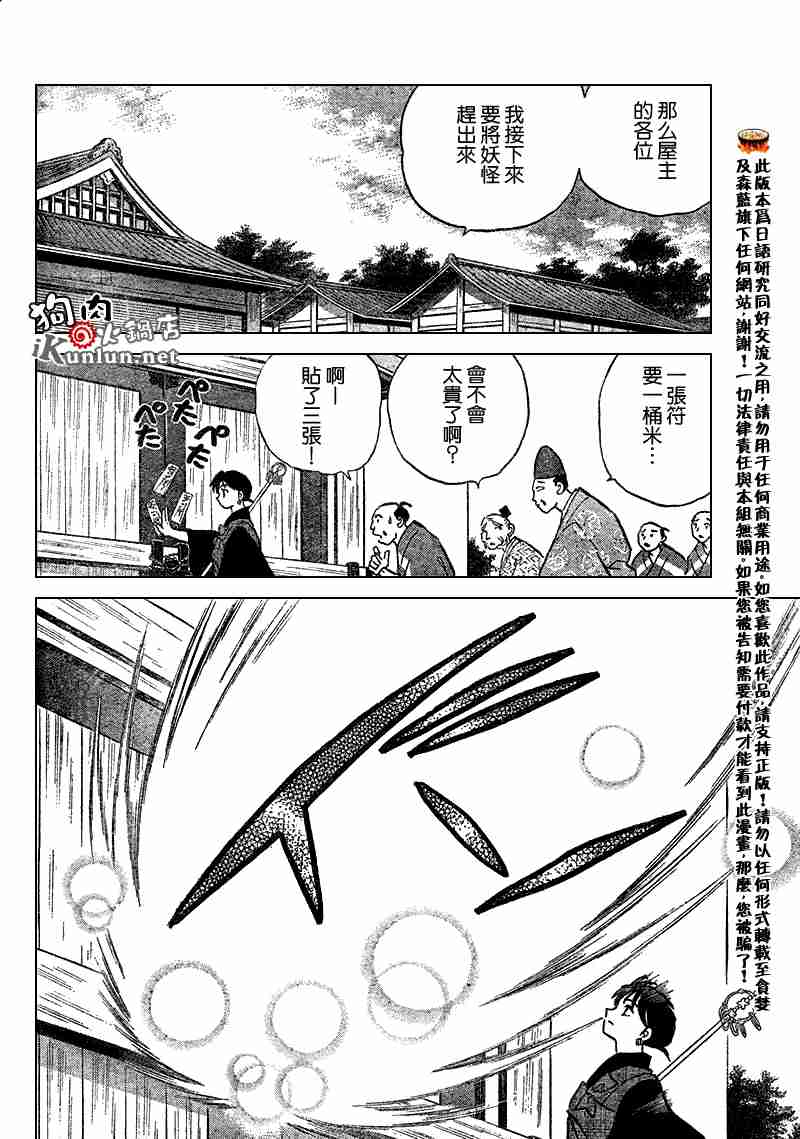 那么屋主
的各位
我接下來
要將妖怪
趕出來
一張符
要一桶米…
會不會
太貴了啊?
啊ー
貼了三張!
ぺた
ぺた
ぺた
バン
狗肉
火鍋店
iKunlun.net
此版本爲日語研究同好交流之用,請勿用于任何商業用途。如您喜歡此作品,請支持正版!請勿以任何形式轉載至貪婪
及森藍旗下任何網站,謝謝!一切法律責任與本組無關。如果您被告知需要付款才能看到此漫畫,那麼,您被騙了!